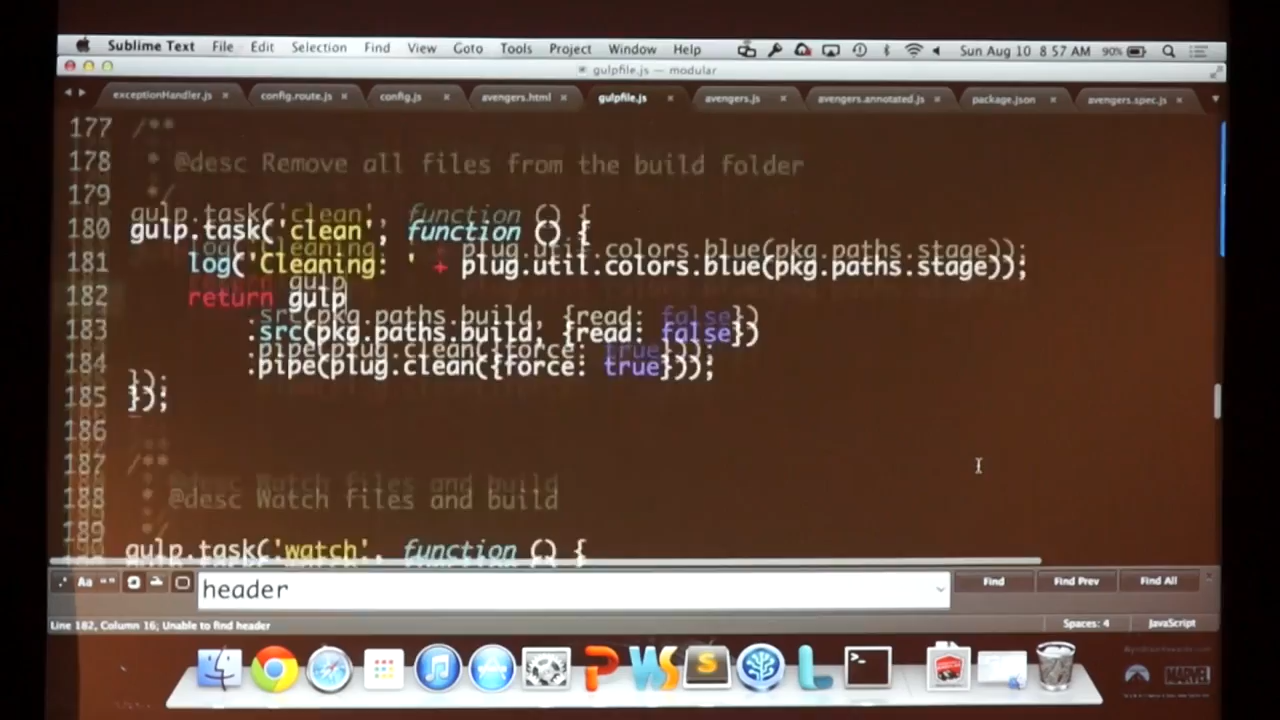 Sublime Text File Edit Selection Find View Goto Tools Project Window Help Sun Aug 10 8:57 AM 90%
gulpfile.js — modular
exceptionHandler.js × config.route.js × config.js × avengers.html × gulpfile.js × avengers.js × avengers.annotated.js × package.json × avengers.spec.js ×
177 /**
178 * @desc Remove all files from the build folder
179 */
180 gulp.task('clean', function () {
181 log('Cleaning: ' + plug.util.colors.blue(pkg.paths.stage));
182 return gulp
183 .src(pkg.paths.build, {read: false})
184 .pipe(plug.clean({force: true}));
185 });
186
187 /**
188 * @desc Watch files and build
189 */
gulp.task('watch', function () {
.* Aa “” header Find Find Prev Find All
Line 182, Column 16; Unable to find header Spaces: 4 JavaScript
MARVEL